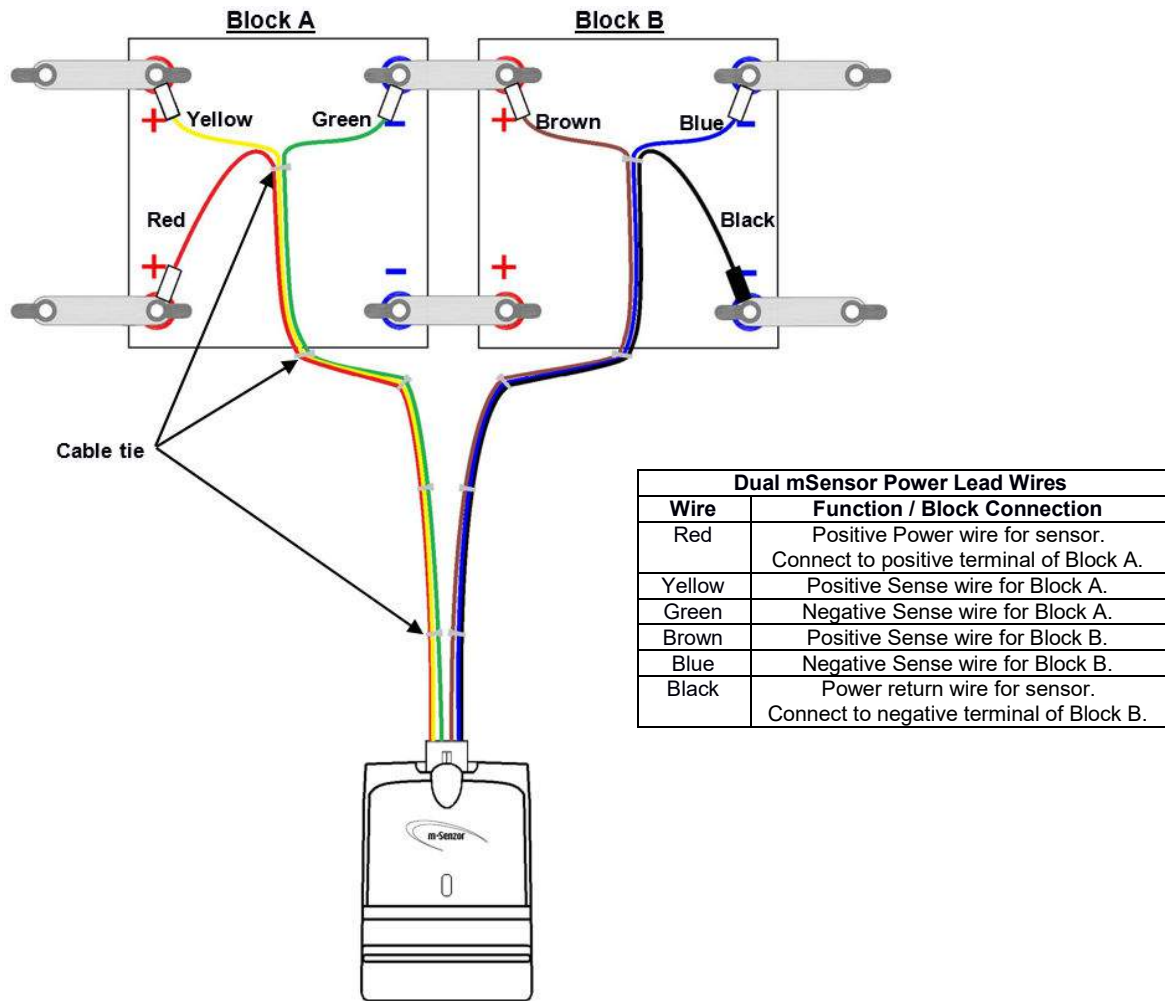 Block A
Block B
+
Yellow
Green
-
+
Brown
Blue
-
Red
Black
+
-
+
-
Cable tie
Dual mSensor Power Lead Wires
Wire
Function / Block Connection
Red
Positive Power wire for sensor.
Connect to positive terminal of Block A.
Yellow
Positive Sense wire for Block A.
Green
Negative Sense wire for Block A.
Brown
Positive Sense wire for Block B.
Blue
Negative Sense wire for Block B.
Black
Power return wire for sensor.
Connect to negative terminal of Block B.
m-Senzor